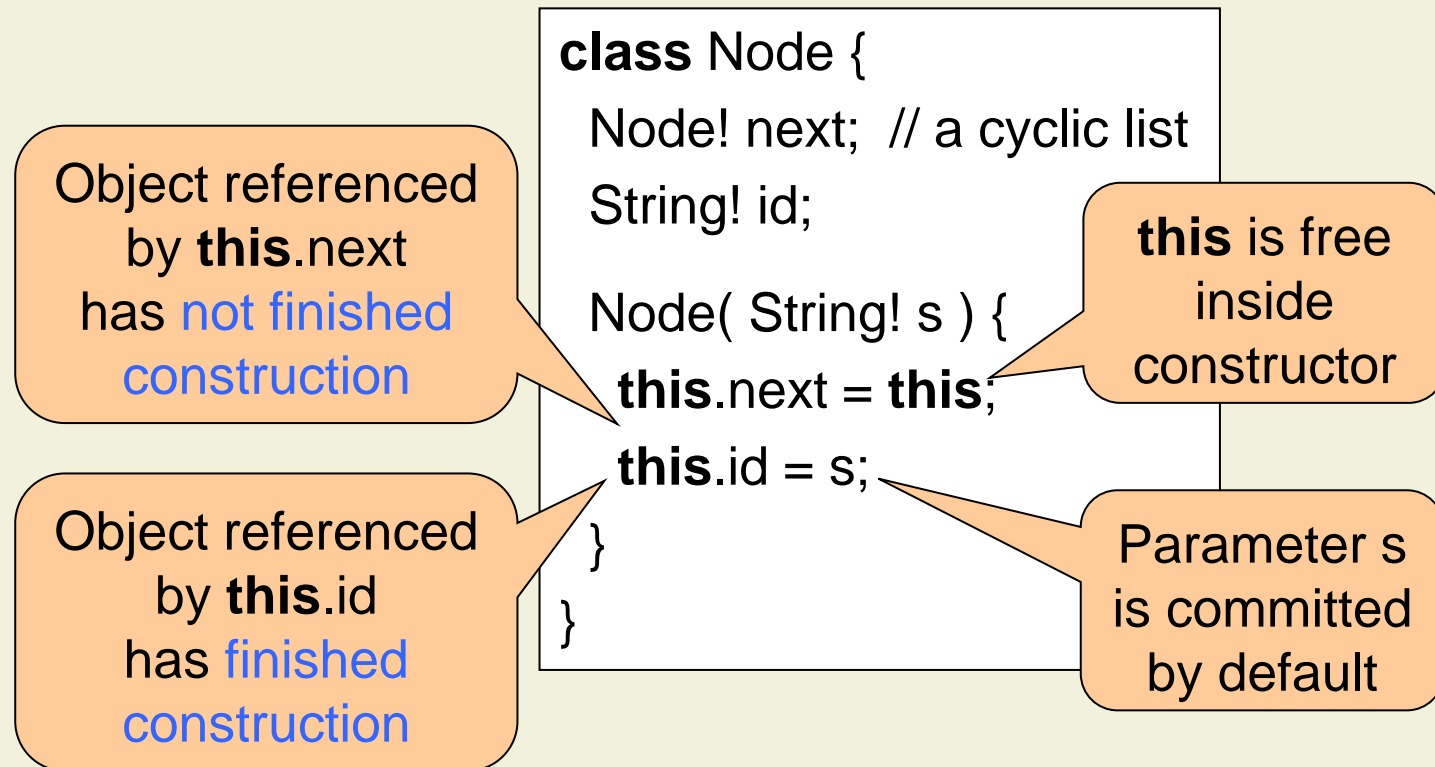 class Node {
Node! next; // a cyclic list
String! id;
Node( String! s ) {
this.next = this;
this.id = s;
}
}
Object referenced
by this.next
has not finished
construction
Object referenced
by this.id
has finished
construction
this is free
inside
constructor
Parameter s
is committed
by default